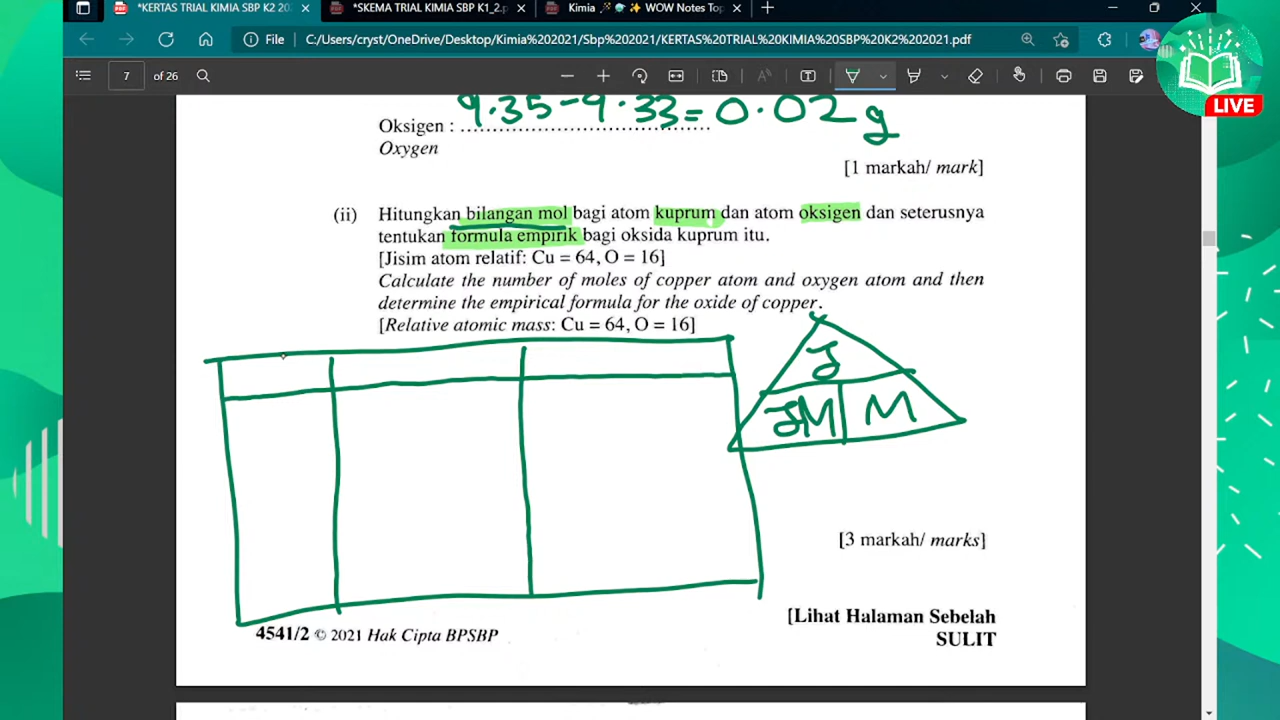 *KERTAS TRIAL KIMIA SBP K2 20
*SKEMA TRIAL KIMIA SBP K1_2.p
Kimia 🪄 🌏 ✨ WOW Notes Top
File C:/Users/cryst/OneDrive/Desktop/Kimia%202021/Sbp%202021/KERTAS%20TRIAL%20KIMIA%20SBP%20K2%202021.pdf
7 of 26
LIVE
9.35 - 9.33 = 0.02 g
Oksigen :
Oxygen
[1 markah/ mark]
(ii) Hitungkan bilangan mol bagi atom kuprum dan atom oksigen dan seterusnya
tentukan formula empirik bagi oksida kuprum itu.
[Jisim atom relatif: Cu = 64, O = 16]
Calculate the number of moles of copper atom and oxygen atom and then
determine the empirical formula for the oxide of copper.
[Relative atomic mass: Cu = 64, O = 16]
J
JM M
[3 markah/ marks]
[Lihat Halaman Sebelah
4541/2 © 2021 Hak Cipta BPSBP
SULIT